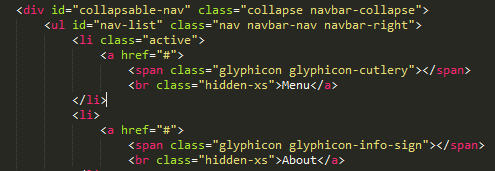 <div id="collapsable-nav" class="collapse navbar-collapse">
<ul id="nav-list" class="nav navbar-nav navbar-right">
<li class="active">
<a href="#">
<span class="glyphicon glyphicon-cutlery"></span>
<br class="hidden-xs">Menu</a>
</li>
<li>
<a href="#">
<span class="glyphicon glyphicon-info-sign"></span>
<br class="hidden-xs">About</a>